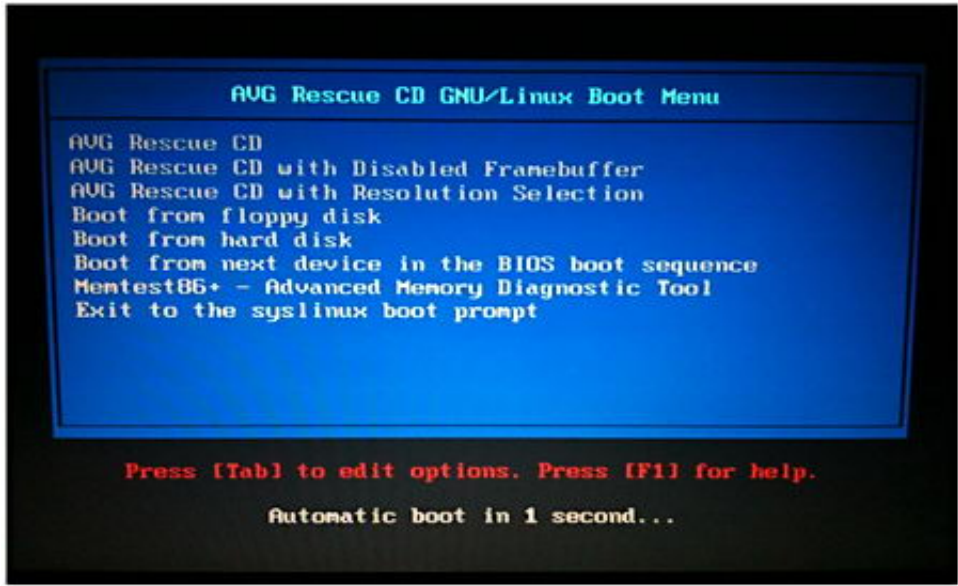 AVG Rescue CD GNU/Linux Boot Menu
AVG Rescue CD
AVG Rescue CD with Disabled Framebuffer
AVG Rescue CD with Resolution Selection
Boot from floppy disk
Boot from hard disk
Boot from next device in the BIOS boot sequence
Memtest86+ - Advanced Memory Diagnostic Tool
Exit to the syslinux boot prompt
Press [Tab] to edit options. Press [F1] for help.
Automatic boot in 1 second...